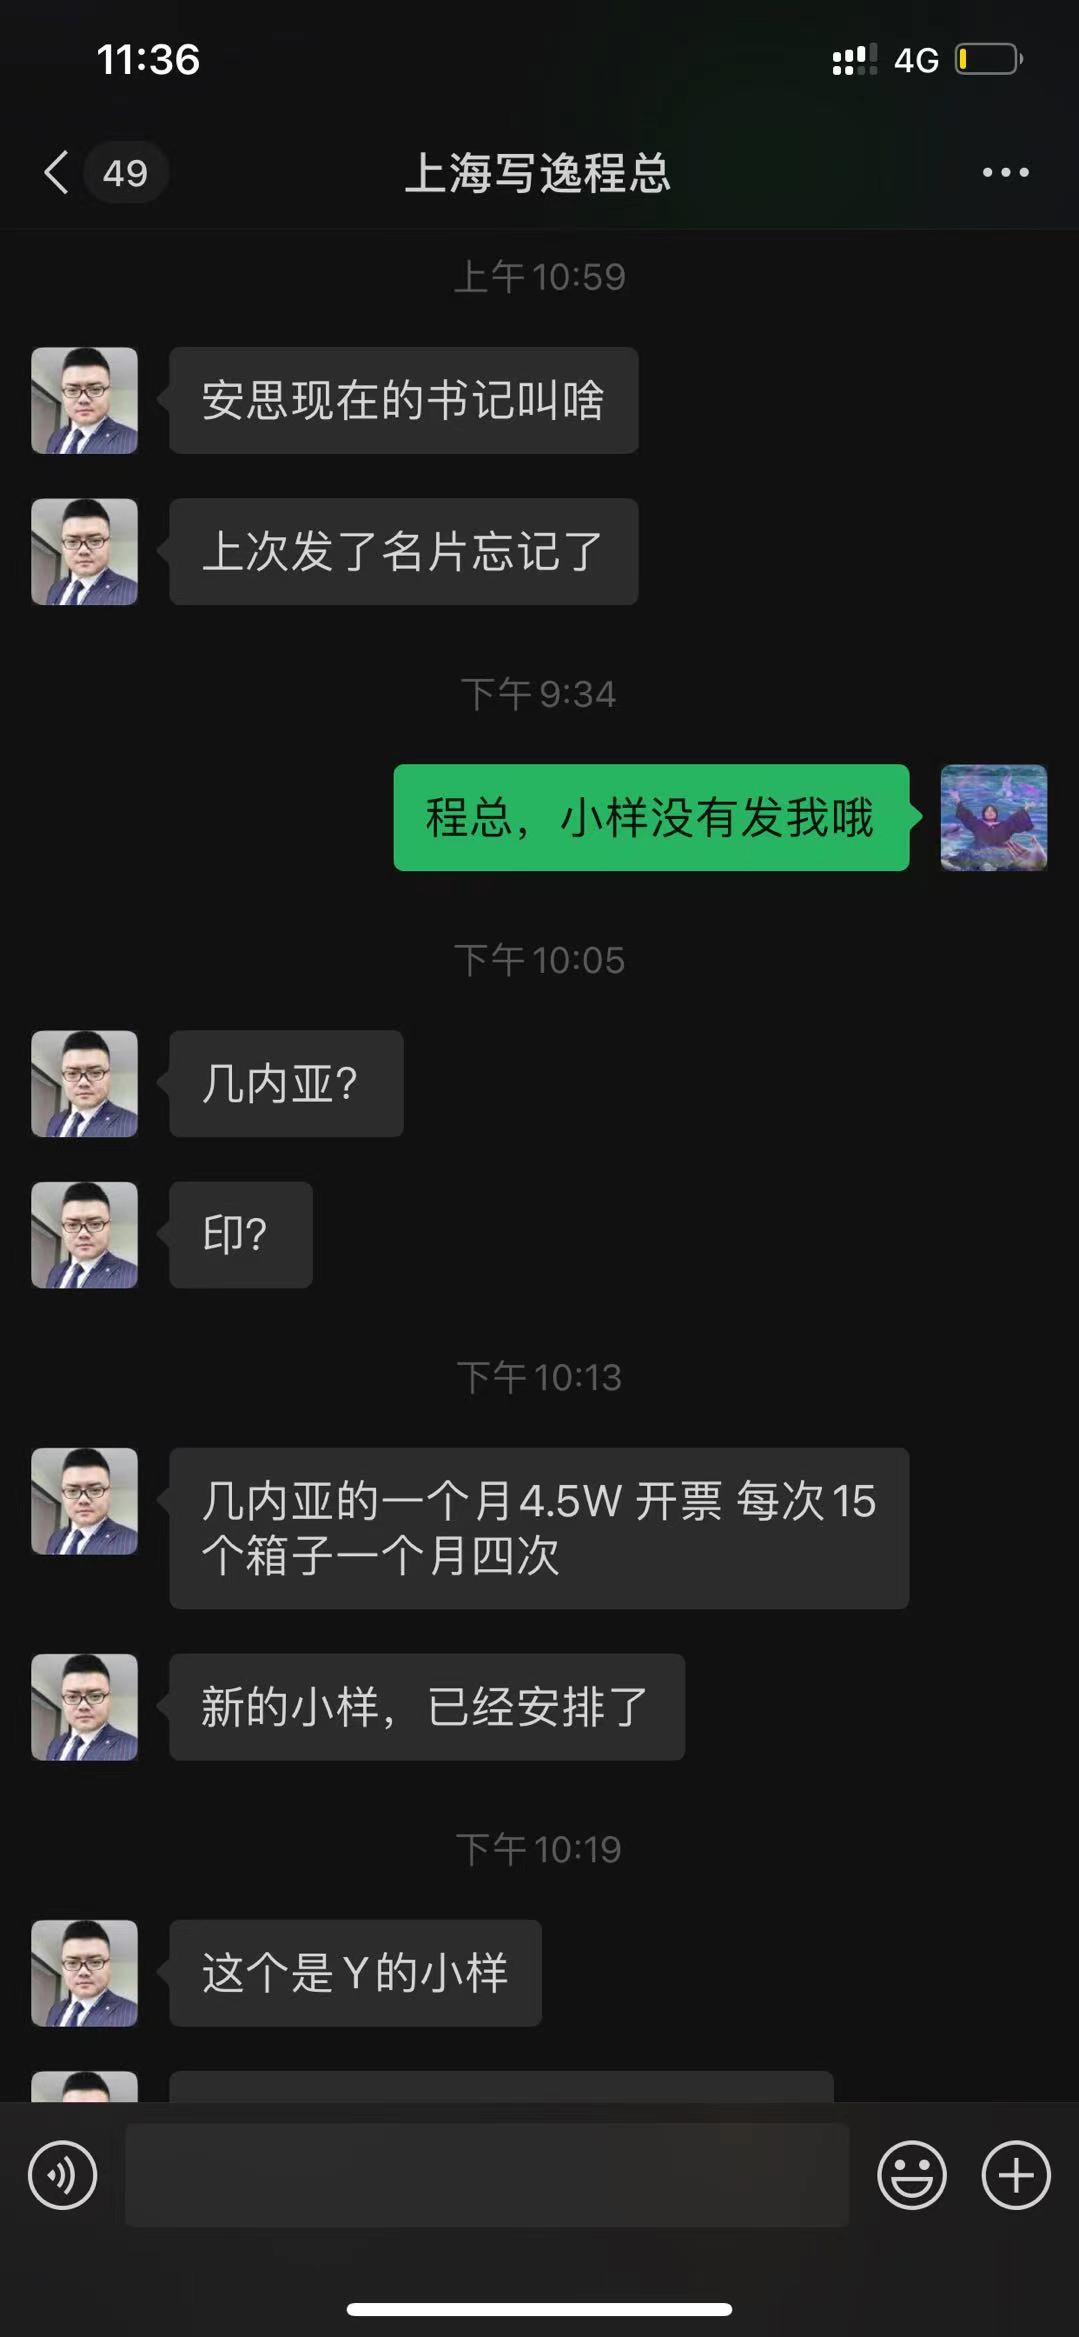 11:36
4G
49
上海写逸程总
上午10:59
安思现在的书记叫啥
上次发了名片忘记了
下午9:34
程总，小样没有发我哦
下午10:05
几内亚?
印?
下午10:13
几内亚的一个月4.5W 开票 每次15
个箱子一个月四次
新的小样，已经安排了
下午10:19
这个是Y的小样